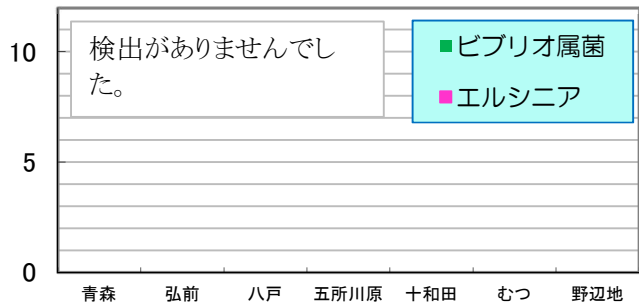 10
5
0
検出がありませんでし
た。
■ビブリオ属菌
■エルシニア
青森 弘前 八戸 五所川原 十和田 むつ 野辺地